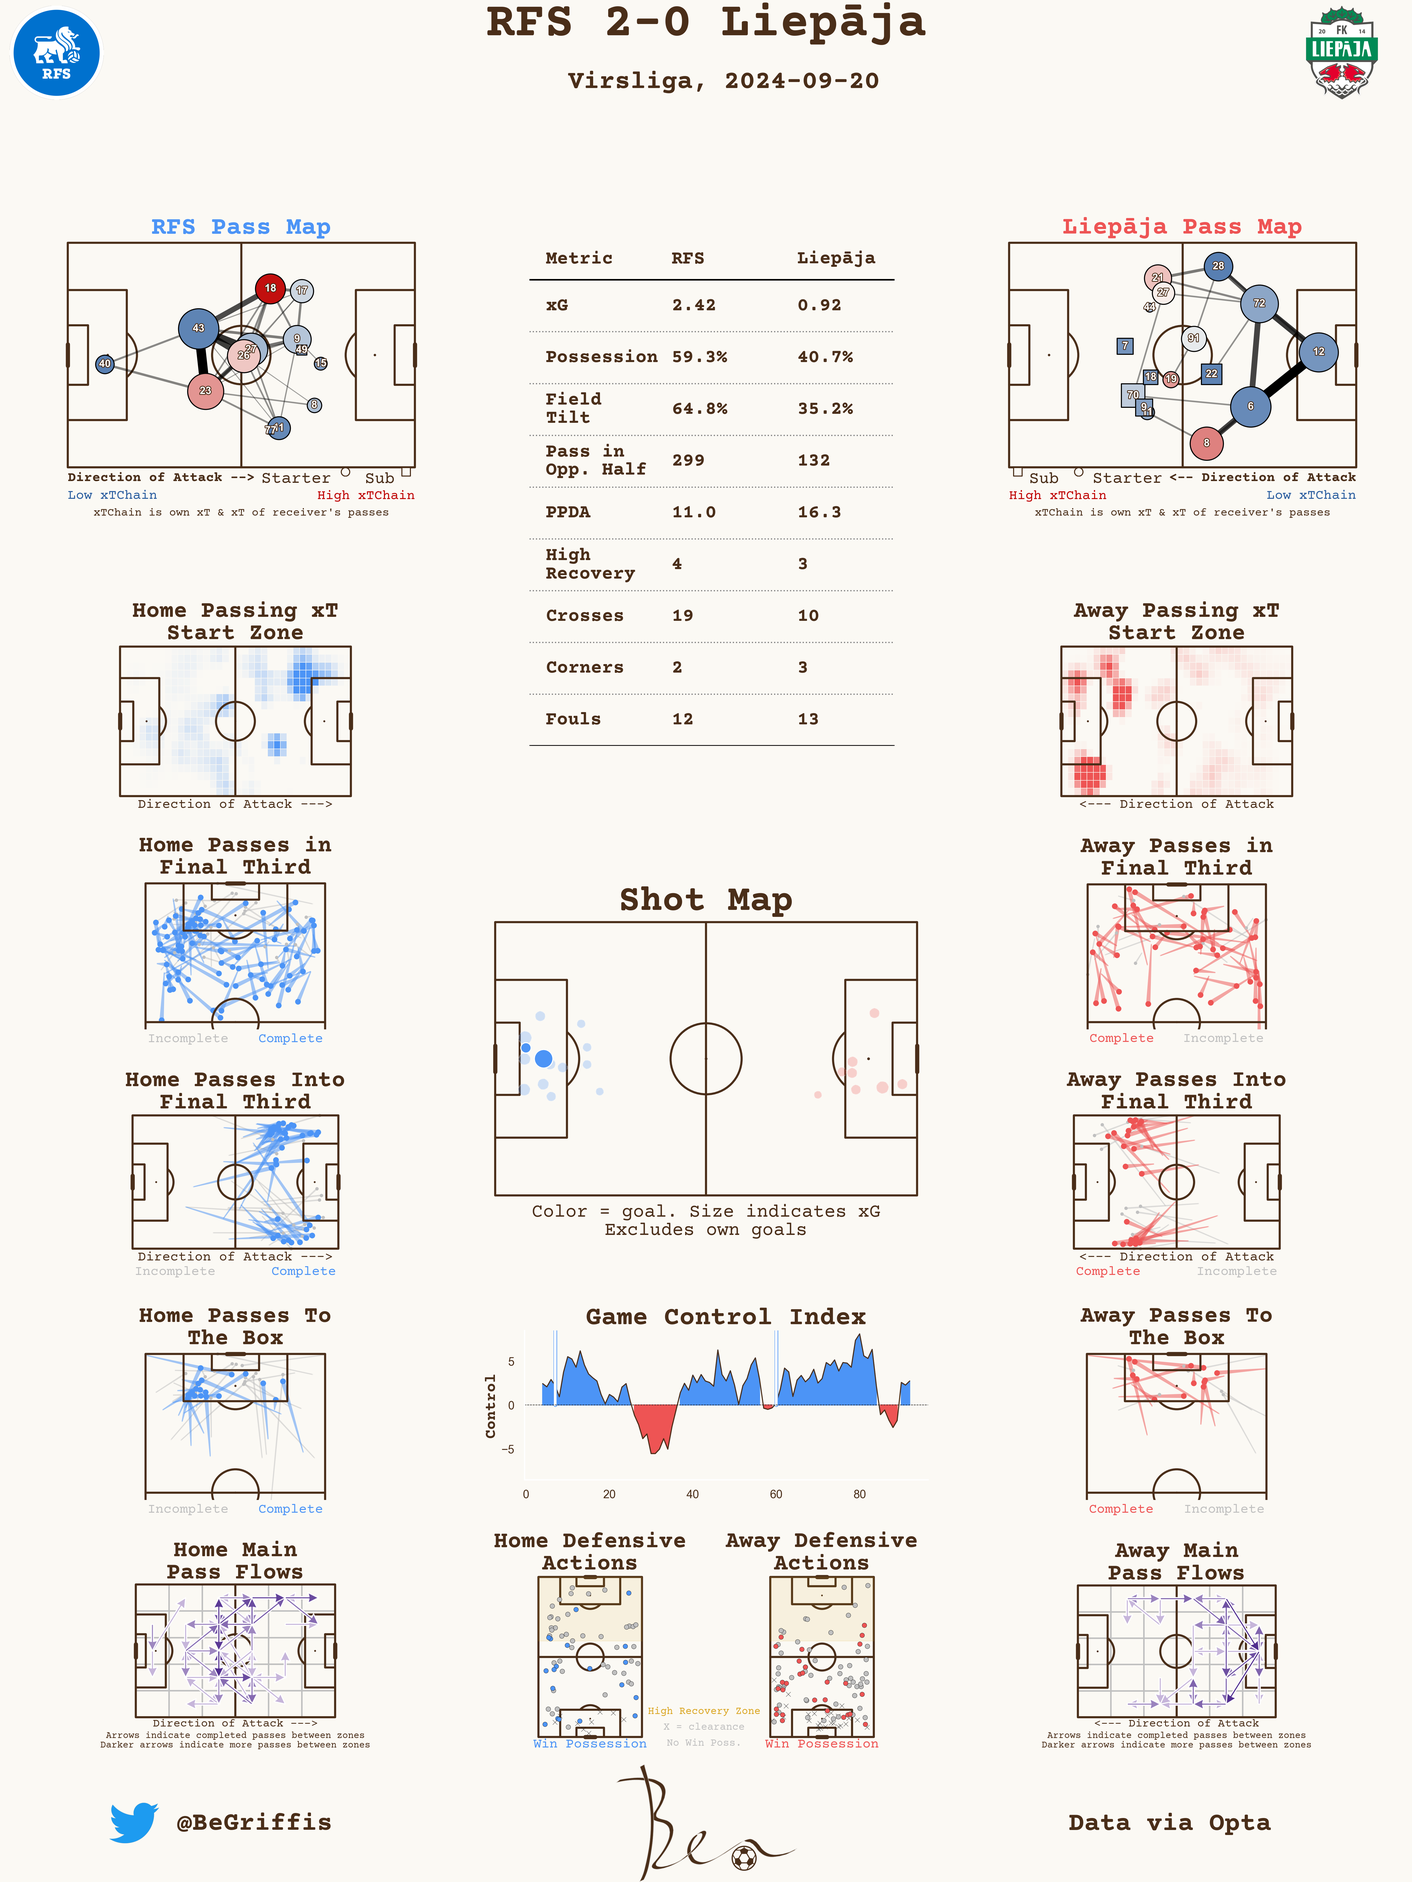 RFS 2-0 Liepāja
Virsliga, 2024-09-20
RFS
FK
20 14
LIEPĀJA
RFS Pass Map
18
17
43
9
27
26
49
15
40
23
8
77
Direction of Attack -->
Starter
Sub
Low xTChain
High xTChain
xTChain is own xT & xT of receiver's passes
Metric RFS Liepāja
xG 2.42 0.92
Possession 59.3% 40.7%
Field
Tilt 64.8% 35.2%
Pass in
Opp. Half 299 132
PPDA 11.0 16.3
High
Recovery 4 3
Crosses 19 10
Corners 2 3
Fouls 12 13
Liepāja Pass Map
28
21
27
44
72
91
7
12
18
19
22
70
9
11
6
8
Sub
Starter
<-- Direction of Attack
High xTChain
Low xTChain
xTChain is own xT & xT of receiver's passes
Home Passing xT
Start Zone
Direction of Attack --->
Away Passing xT
Start Zone
<--- Direction of Attack
Home Passes in
Final Third
Incomplete
Complete
Away Passes in
Final Third
Complete
Incomplete
Shot Map
Color = goal. Size indicates xG
Excludes own goals
Home Passes Into
Final Third
Direction of Attack --->
Incomplete
Complete
Away Passes Into
Final Third
<--- Direction of Attack
Complete
Incomplete
Home Passes To
The Box
Incomplete
Complete
Game Control Index
Control
5
0
−5
0 20 40 60 80
Away Passes To
The Box
Complete
Incomplete
Home Main
Pass Flows
Direction of Attack --->
Arrows indicate completed passes between zones
Darker arrows indicate more passes between zones
Home Defensive
Actions
Win Possession
High Recovery Zone
X = clearance
No Win Poss.
Away Defensive
Actions
Win Possession
Away Main
Pass Flows
<--- Direction of Attack
Arrows indicate completed passes between zones
Darker arrows indicate more passes between zones
@BeGriffis
Ben
Data via Opta